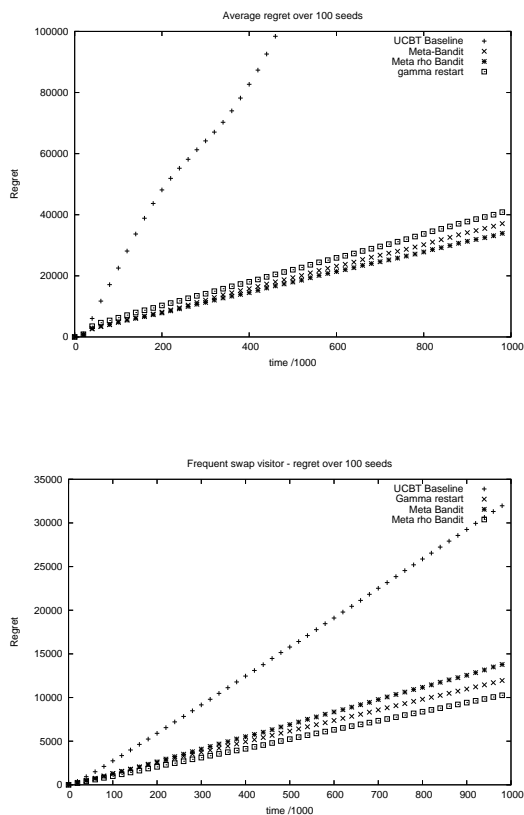 Average regret over 100 seeds
100000
UCBT Baseline
Meta-Bandit
Meta rho Bandit
gamma restart
80000
60000
Regret
40000
20000
0
0 200 400 600 800 1000
time /1000
Frequent swap visitor - regret over 100 seeds
35000
UCBT Baseline
Gamma restart
Meta Bandit
Meta rho Bandit
30000
25000
20000
Regret
15000
10000
5000
0
0 100 200 300 400 500 600 700 800 900 1000
time /1000